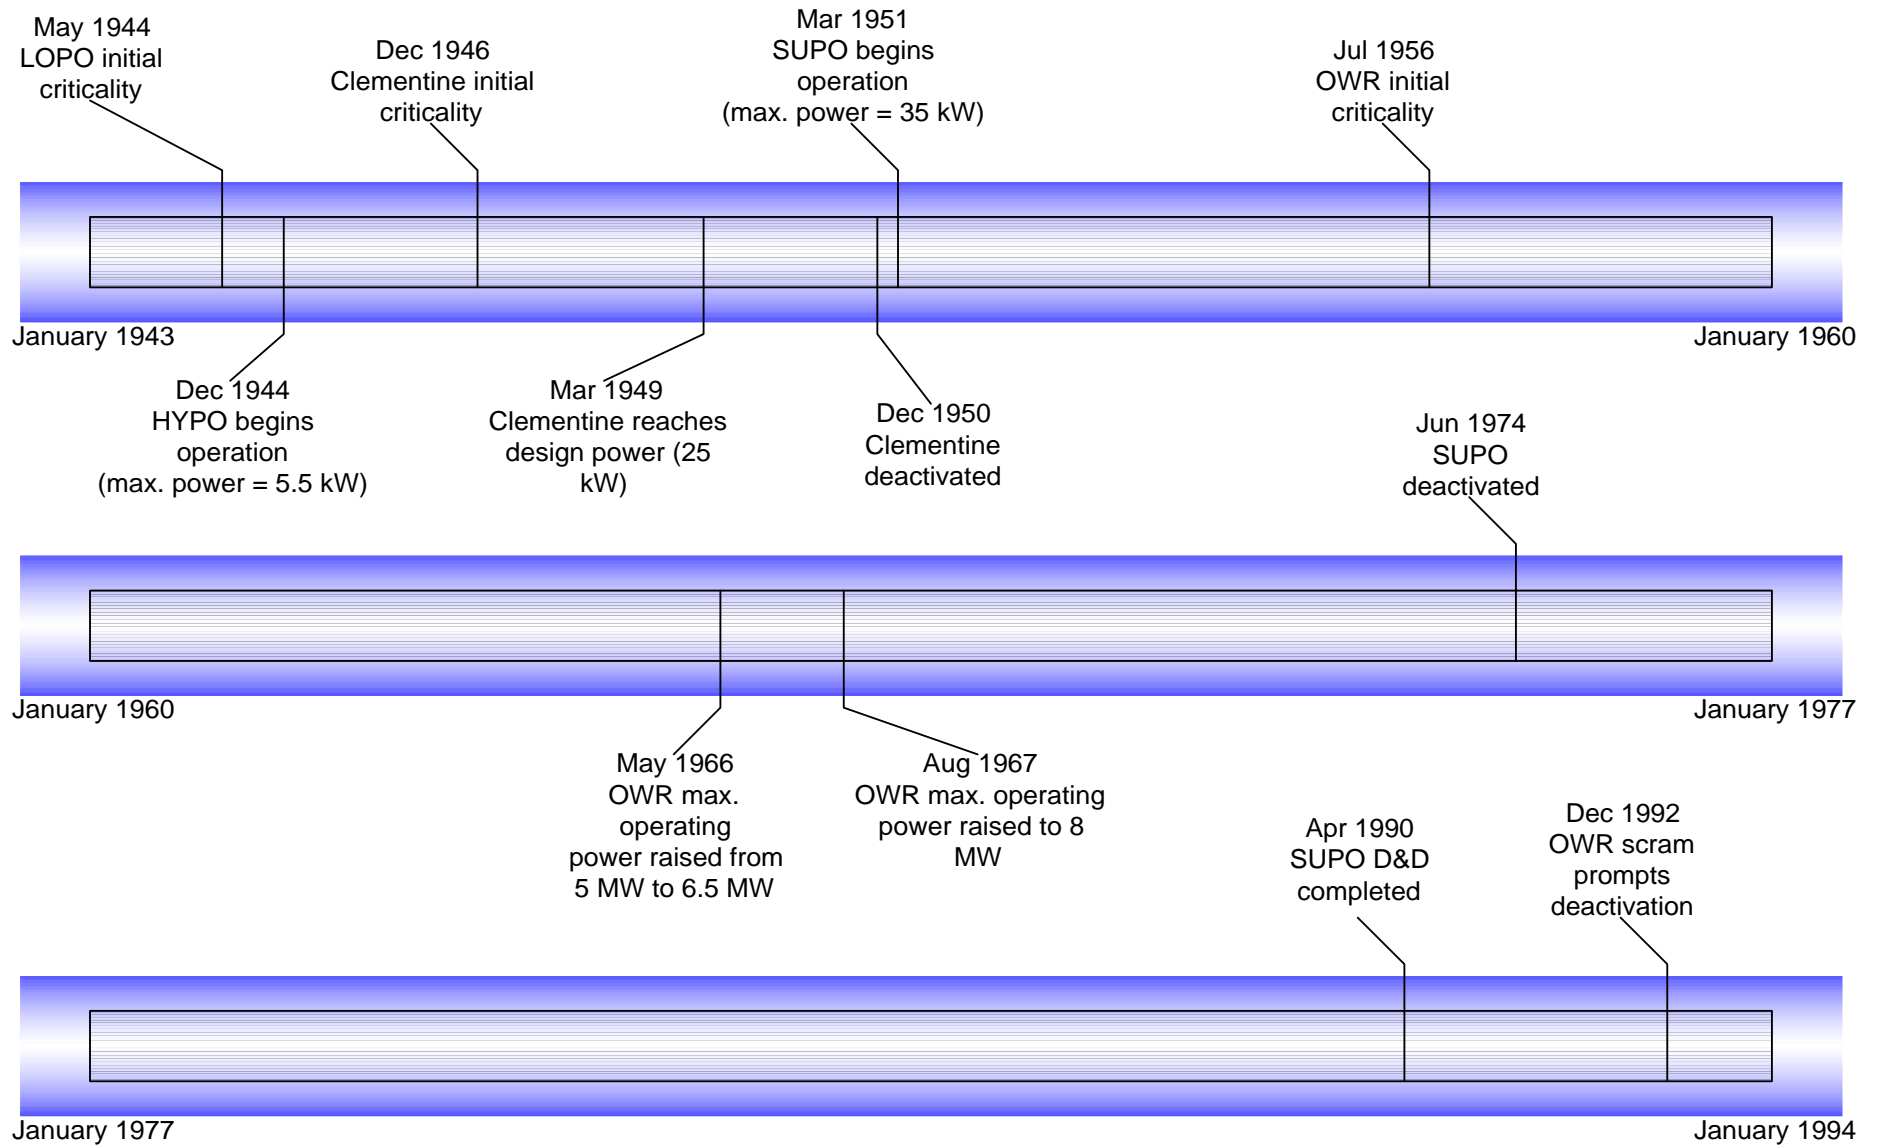 May 1944
LOPO initial
criticality
Dec 1946
Clementine initial
criticality
Mar 1951
SUPO begins
operation
(max. power = 35 kW)
Jul 1956
OWR initial
criticality
January 1943
January 1960
Dec 1944
HYPO begins
operation
(max. power = 5.5 kW)
Mar 1949
Clementine reaches
design power (25
kW)
Dec 1950
Clementine
deactivated
Jun 1974
SUPO
deactivated
January 1960
January 1977
May 1966
OWR max.
operating
power raised from
5 MW to 6.5 MW
Aug 1967
OWR max. operating
power raised to 8
MW
Apr 1990
SUPO D&D
completed
Dec 1992
OWR scram
prompts
deactivation
January 1977
January 1994